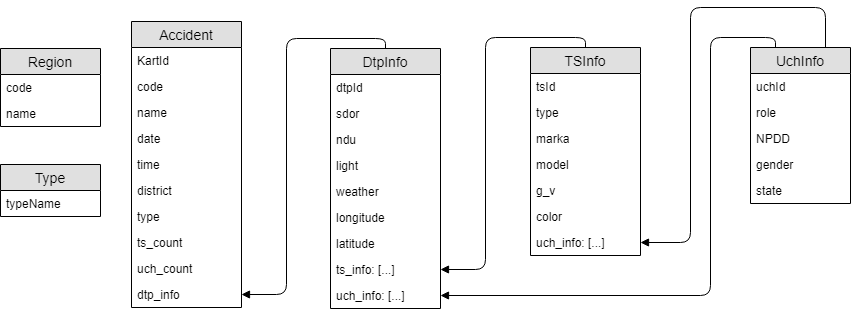 Region
code
name
Type
typeName
Accident
KartId
code
name
date
time
district
type
ts_count
uch_count
dtp_info
DtpInfo
dtpId
sdor
ndu
light
weather
longitude
latitude
ts_info: [...]
uch_info: [...]
TSInfo
tsId
type
marka
model
g_v
color
uch_info: [...]
UchInfo
uchId
role
NPDD
gender
state